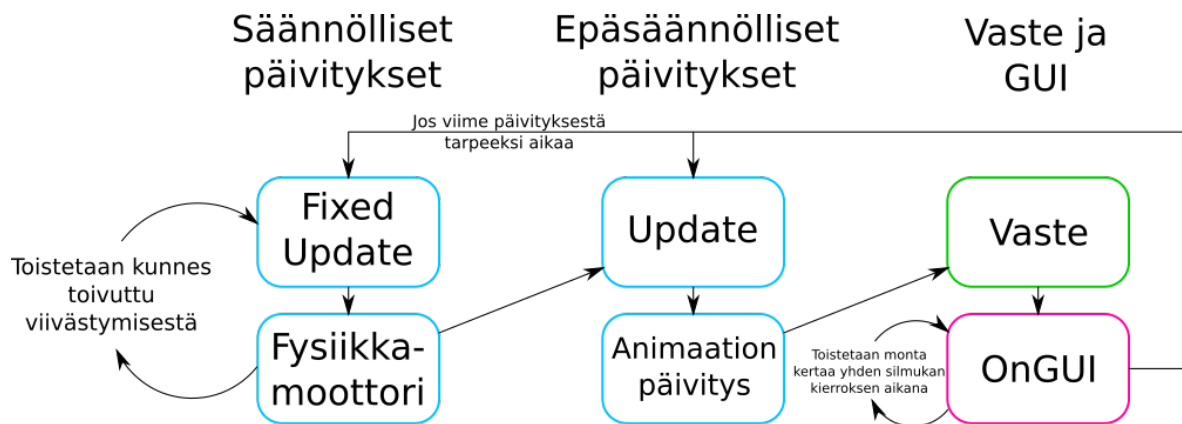 Säännölliset
päivitykset
Epäsäännölliset
päivitykset
Vaste ja
GUI
Jos viime päivityksestä
tarpeeksi aikaa
Fixed
Update
Update
Vaste
Toistetaan kunnes
toivuttu
viivästymisestä
Fysiikka-
moottori
Animaation
päivitys
Toistetaan monta
kertaa yhden silmukan
kierroksen aikana
OnGUI